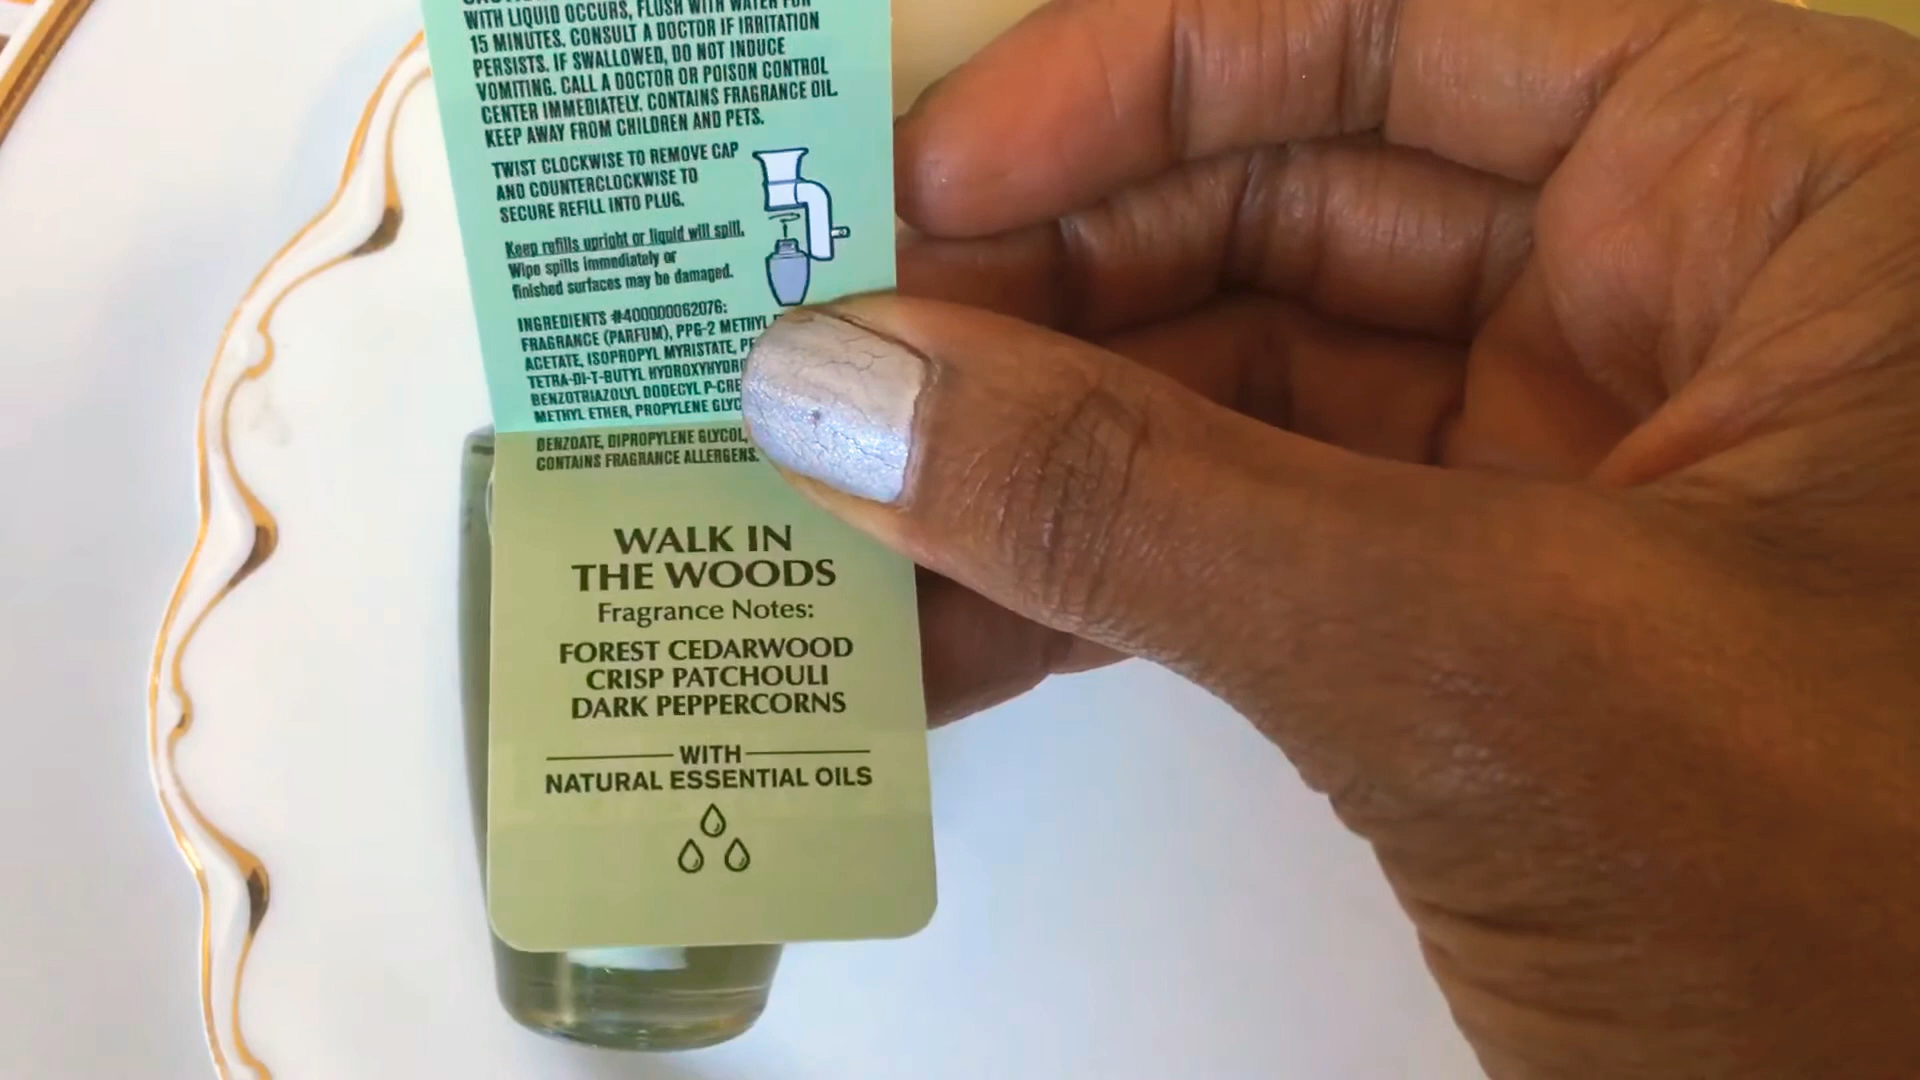 WITH LIQUID OCCURS, FLUSH WITH WATER FOR
15 MINUTES. CONSULT A DOCTOR IF IRRITATION
PERSISTS. IF SWALLOWED, DO NOT INDUCE
VOMITING. CALL A DOCTOR OR POISON CONTROL
CENTER IMMEDIATELY. CONTAINS FRAGRANCE OIL.
KEEP AWAY FROM CHILDREN AND PETS.
TWIST CLOCKWISE TO REMOVE CAP
AND COUNTERCLOCKWISE TO
SECURE REFILL INTO PLUG.
Keep refills upright or liquid will spill.
Wipe spills immediately or
finished surfaces may be damaged.
INGREDIENTS #400000062076:
FRAGRANCE (PARFUM), PPG-2 METHYL
ACETATE, ISOPROPYL MYRISTATE,
TETRA-DI-T-BUTYL
BENZOTRIAZOLYL DODECYL
METHYL ETHER, PROPYLENE
BENZOATE, DIPROPYLENE GLYCOL,
CONTAINS FRAGRANCE ALLERGENS.
WALK IN
THE WOODS
Fragrance Notes:
FOREST CEDARWOOD
CRISP PATCHOULI
DARK PEPPERCORNS
WITH
NATURAL ESSENTIAL OILS